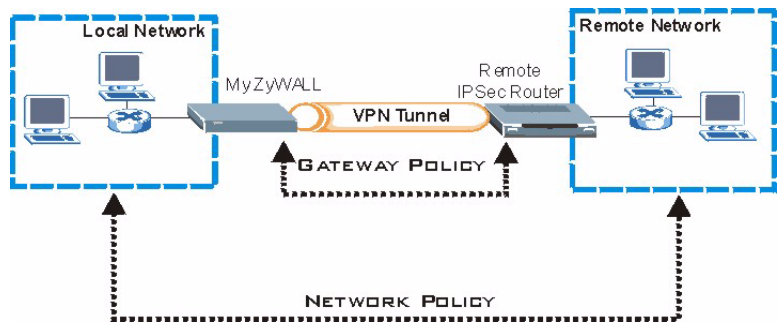 Local Network
Remote Network
MyZyWALL
Remote
IPSec Router
VPN Tunnel
GATEWAY POLICY
NETWORK POLICY